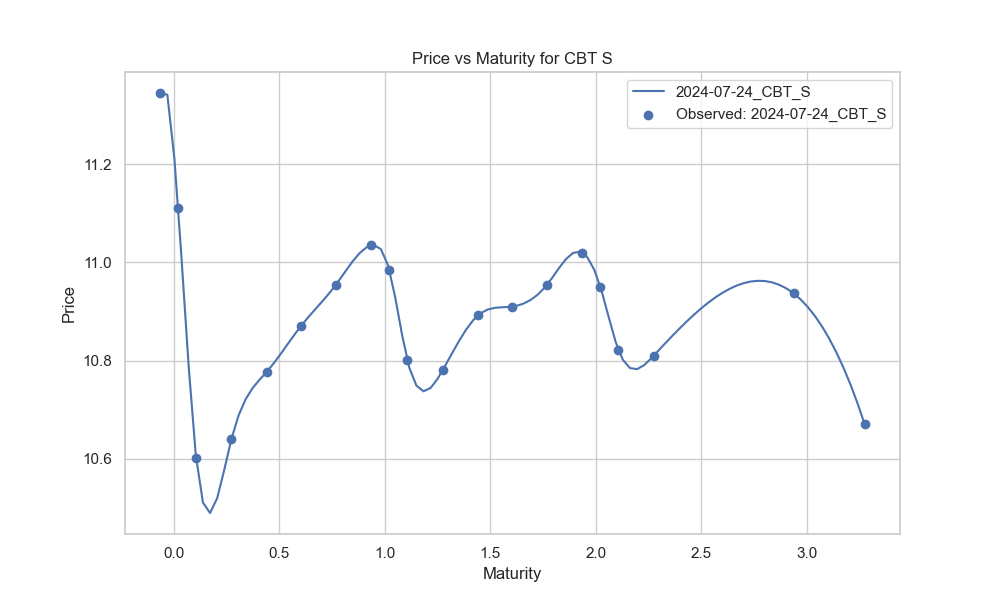 Price vs Maturity for CBT S
2024-07-24_CBT_S
Observed: 2024-07-24_CBT_S
11.2
11.0
10.8
10.6
Price
0.0 0.5 1.0 1.5 2.0 2.5 3.0
Maturity